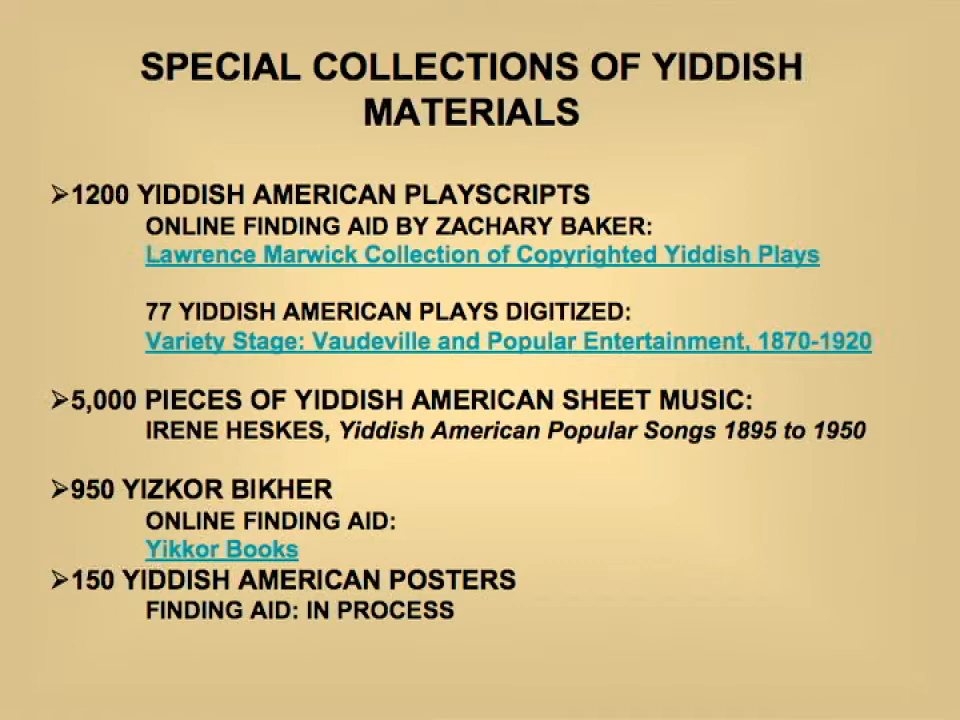 SPECIAL COLLECTIONS OF YIDDISH
MATERIALS
➢1200 YIDDISH AMERICAN PLAYSCRIPTS
ONLINE FINDING AID BY ZACHARY BAKER:
Lawrence Marwick Collection of Copyrighted Yiddish Plays
77 YIDDISH AMERICAN PLAYS DIGITIZED:
Variety Stage: Vaudeville and Popular Entertainment, 1870-1920
➢5,000 PIECES OF YIDDISH AMERICAN SHEET MUSIC:
IRENE HESKES, Yiddish American Popular Songs 1895 to 1950
➢950 YIZKOR BIKHER
ONLINE FINDING AID:
Yikkor Books
➢150 YIDDISH AMERICAN POSTERS
FINDING AID: IN PROCESS